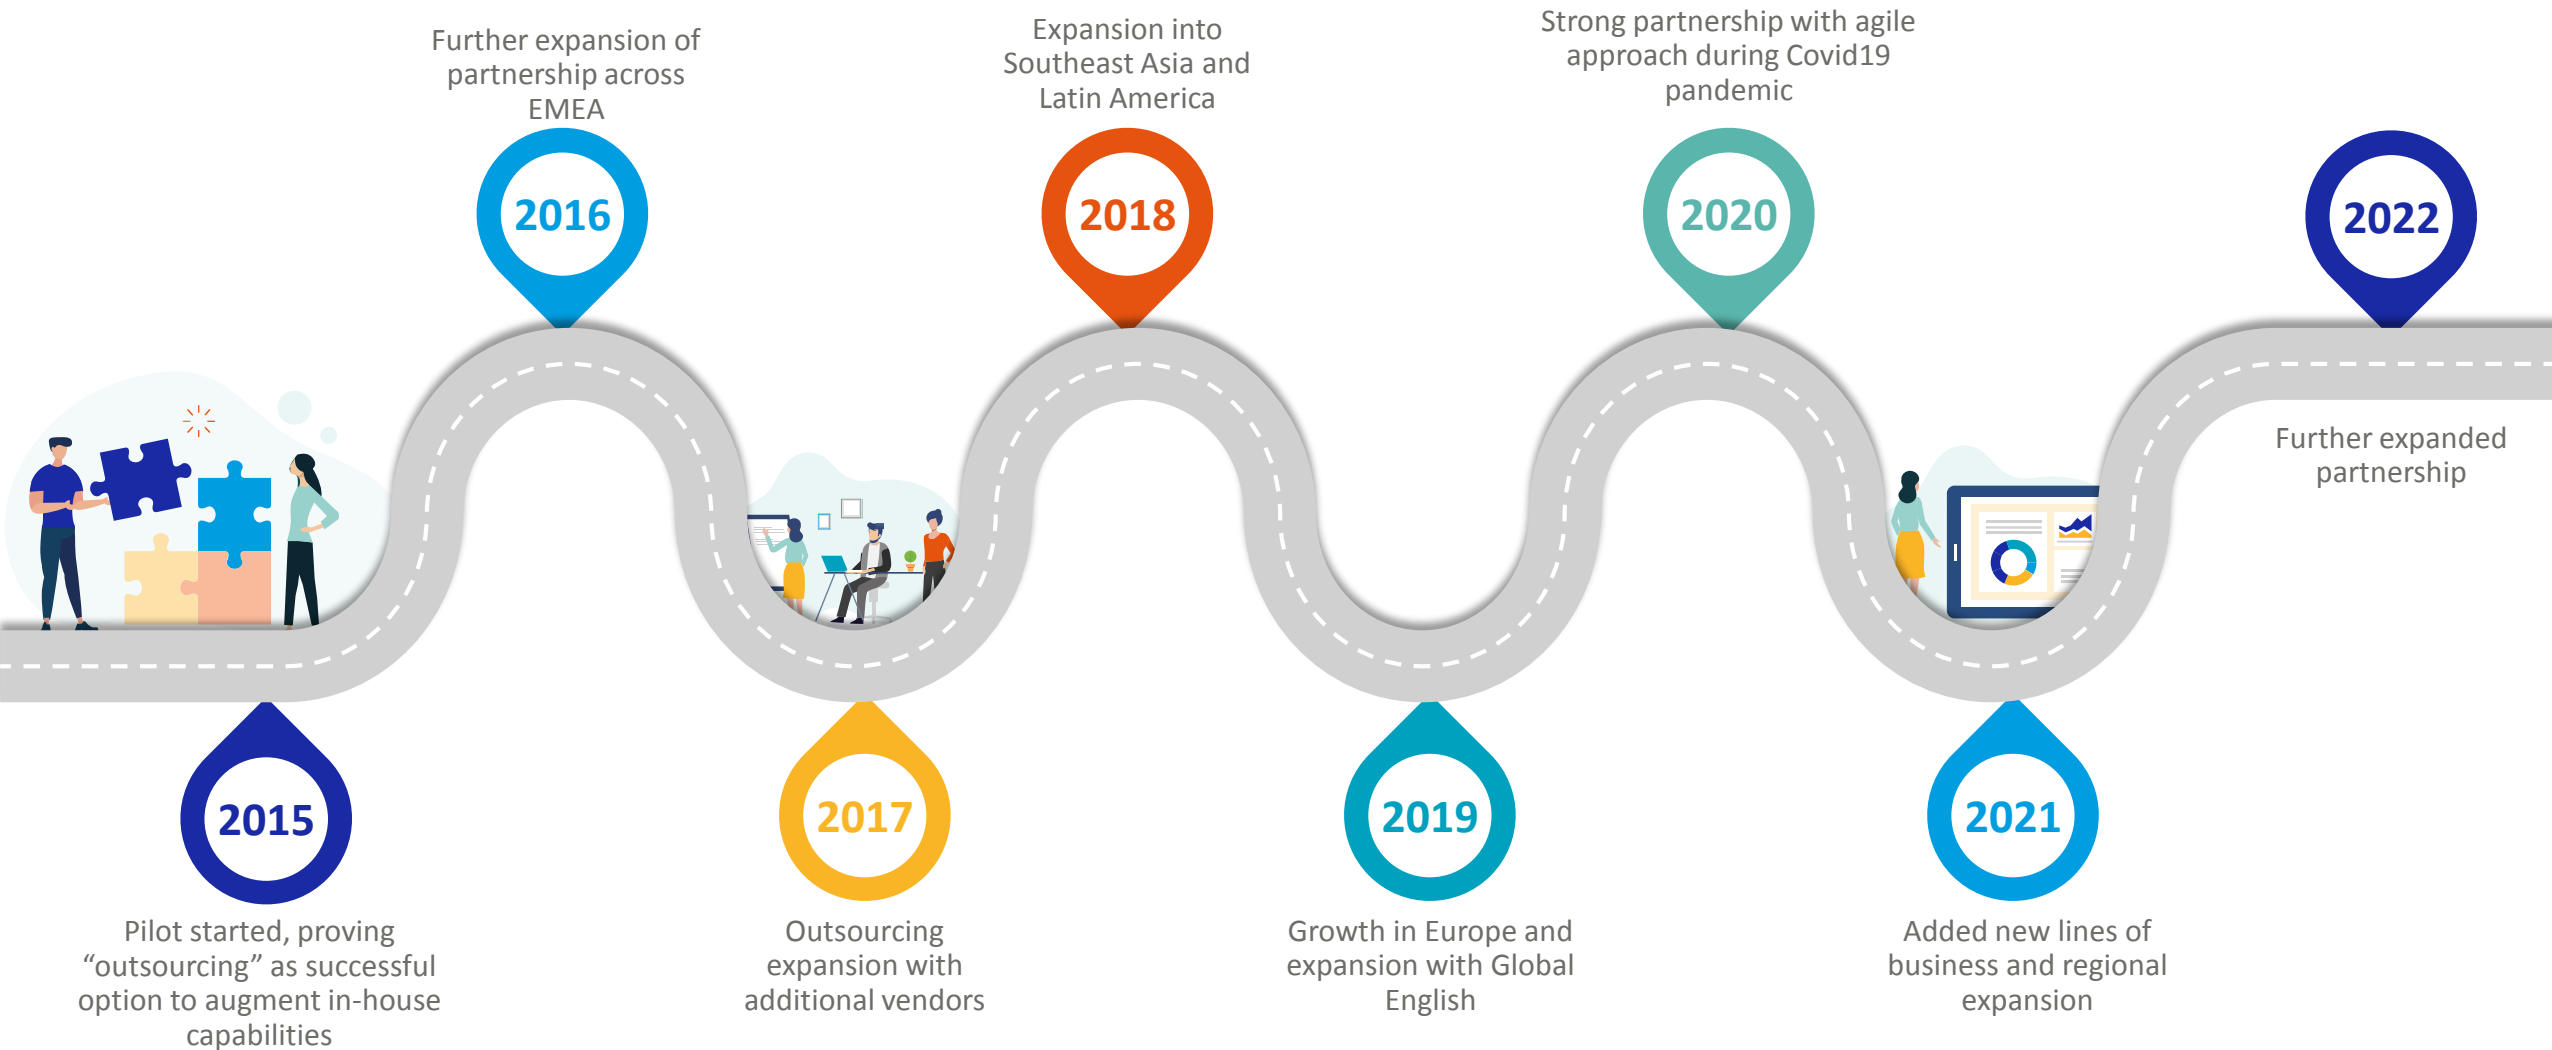 Further expansion of
partnership across
EMEA
2016
Expansion into
Southeast Asia and
Latin America
2018
Strong partnership with agile
approach during Covid19
pandemic
2020
2022
Further expanded
partnership
2015
Pilot started, proving
“outsourcing” as successful
option to augment in-house
capabilities
2017
Outsourcing
expansion with
additional vendors
2019
Growth in Europe and
expansion with Global
English
2021
Added new lines of
business and regional
expansion